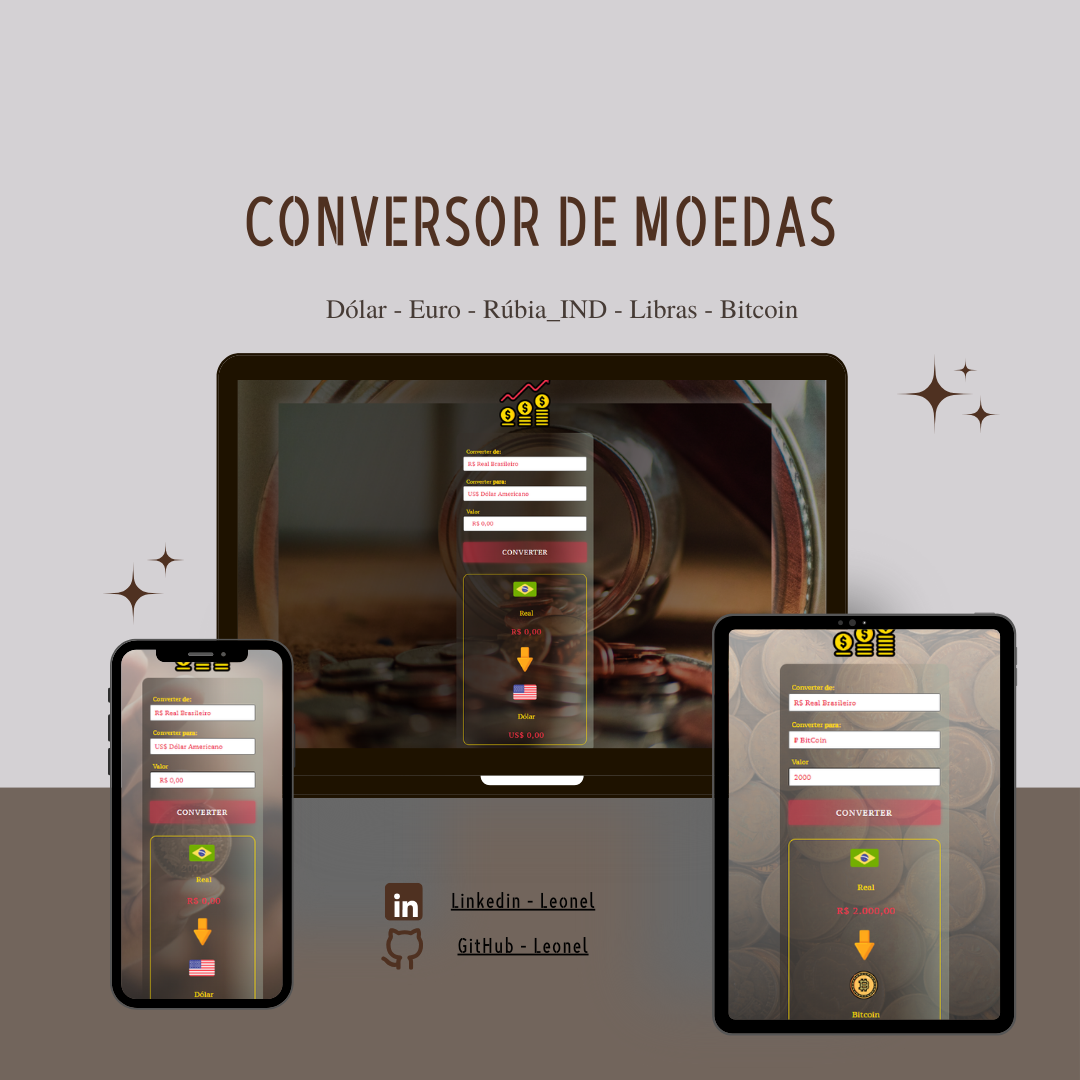 CONVERSOR DE MOEDAS
Dólar - Euro - Rúbia_IND - Libras - Bitcoin
Converter de:
R$ Real Brasileiro
Converter para:
US$ Dólar Americano
Valor
R$ 0,00
CONVERTER
Real
R$ 0,00
Dólar
US$ 0,00
Converter de:
R$ Real Brasileiro
Converter para:
US$ Dólar Americano
Valor
R$ 0,00
CONVERTER
Real
R$ 0,00
Dólar
Converter de:
R$ Real Brasileiro
Converter para:
₽ BitCoin
Valor
2000
CONVERTER
Real
R$ 2.000,00
Bitcoin
in
Linkedin - Leonel
GitHub - Leonel